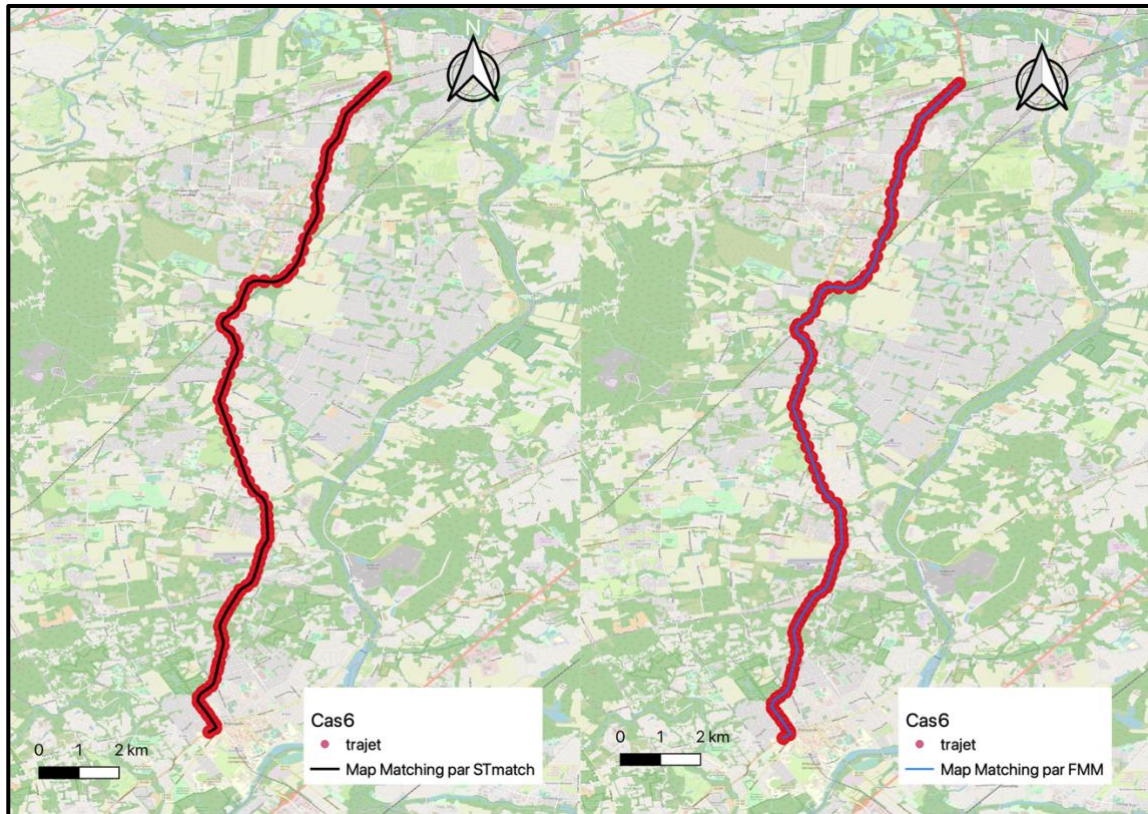 N
Cas6
trajet
Map Matching par STmatch
0 1 2 km
N
Cas6
trajet
Map Matching par FMM
0 1 2 km